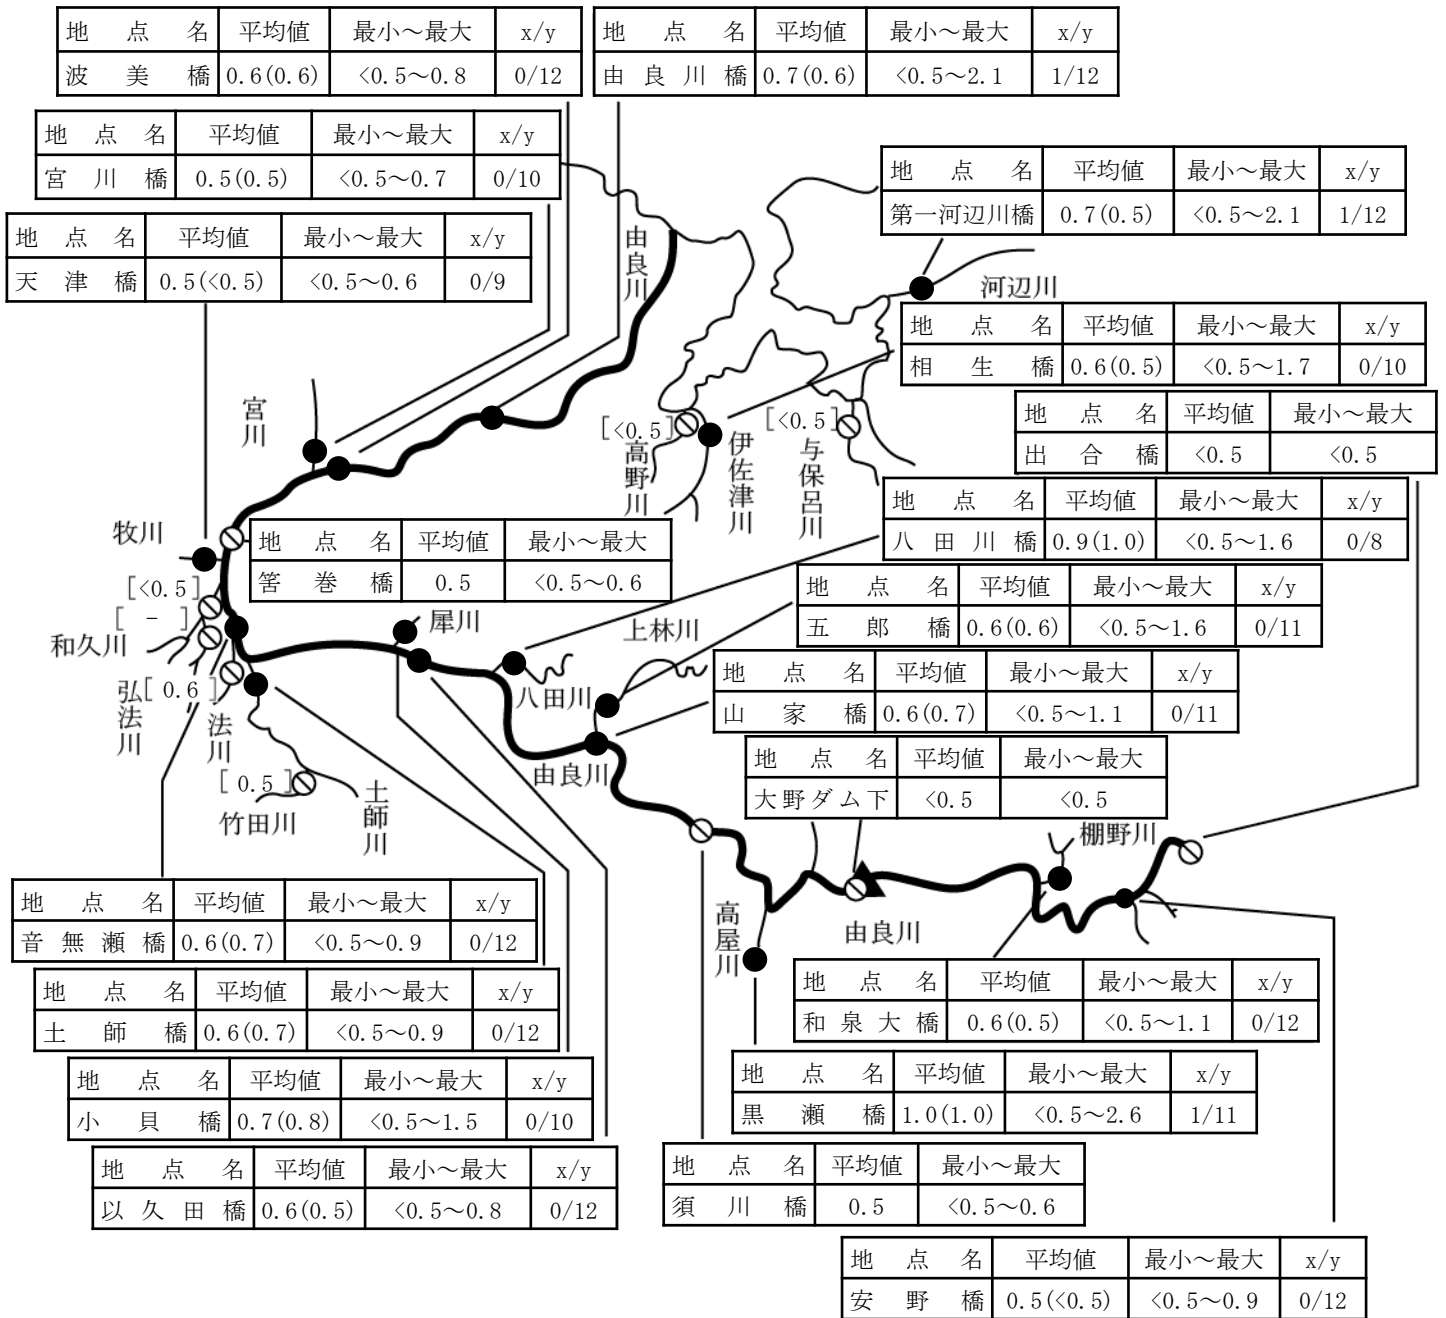 地点名 平均値 最小～最大 x/y
波美橋 0.6(0.6) <0.5～0.8 0/12
地点名 平均値 最小～最大 x/y
由良川橋 0.7(0.6) <0.5～2.1 1/12
地点名 平均値 最小～最大 x/y
宮川橋 0.5(0.5) <0.5～0.7 0/10
地点名 平均値 最小～最大 x/y
第一河辺川橋 0.7(0.5) <0.5～2.1 1/12
地点名 平均値 最小～最大 x/y
天津橋 0.5(<0.5) <0.5～0.6 0/9
由良川
河辺川
地点名 平均値 最小～最大 x/y
相生橋 0.6(0.5) <0.5～1.7 0/10
宮川
[<0.5]
高野川
伊佐津川
[<0.5]
与保呂川
地点名 平均値 最小～最大
出合橋 <0.5 <0.5
地点名 平均値 最小～最大 x/y
八田川橋 0.9(1.0) <0.5～1.6 0/8
牧川
地点名 平均値 最小～最大
筈巻橋 0.5 <0.5～0.6
[<0.5]
[ - ]
和久川
犀川
上林川
地点名 平均値 最小～最大 x/y
五郎橋 0.6(0.6) <0.5～1.6 0/11
地点名 平均値 最小～最大 x/y
山家橋 0.6(0.7) <0.5～1.1 0/11
弘法川
[ 0.6 ]
法川
八田川
由良川
[ 0.5 ]
竹田川
土師川
地点名 平均値 最小～最大
大野ダム下 <0.5 <0.5
棚野川
高屋川
由良川
地点名 平均値 最小～最大 x/y
音無瀬橋 0.6(0.7) <0.5～0.9 0/12
地点名 平均値 最小～最大 x/y
土師橋 0.6(0.7) <0.5～0.9 0/12
地点名 平均値 最小～最大 x/y
和泉大橋 0.6(0.5) <0.5～1.1 0/12
地点名 平均値 最小～最大 x/y
小貝橋 0.7(0.8) <0.5～1.5 0/10
地点名 平均値 最小～最大 x/y
黒瀬橋 1.0(1.0) <0.5～2.6 1/11
地点名 平均値 最小～最大 x/y
以久田橋 0.6(0.5) <0.5～0.8 0/12
地点名 平均値 最小～最大
須川橋 0.5 <0.5～0.6
地点名 平均値 最小～最大 x/y
安野橋 0.5(<0.5) <0.5～0.9 0/12